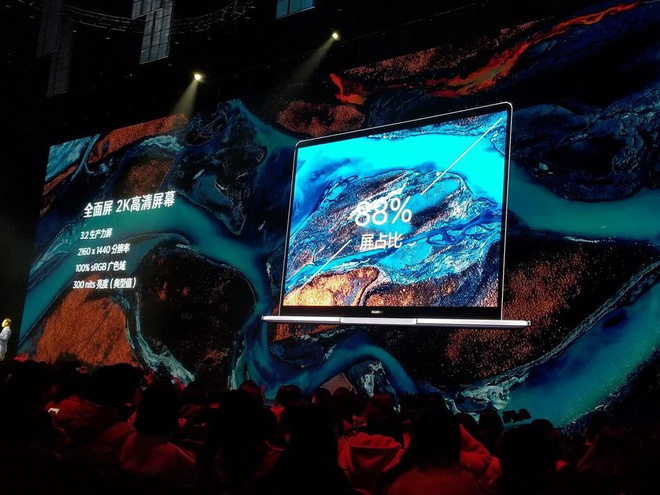 全面屏 2K高清屏幕
3:2 生产力屏
2160 x 1440 分辨率
100% sRGB 广色域
300 nits 亮度（典型值）
88%
屏占比
HUAWEI